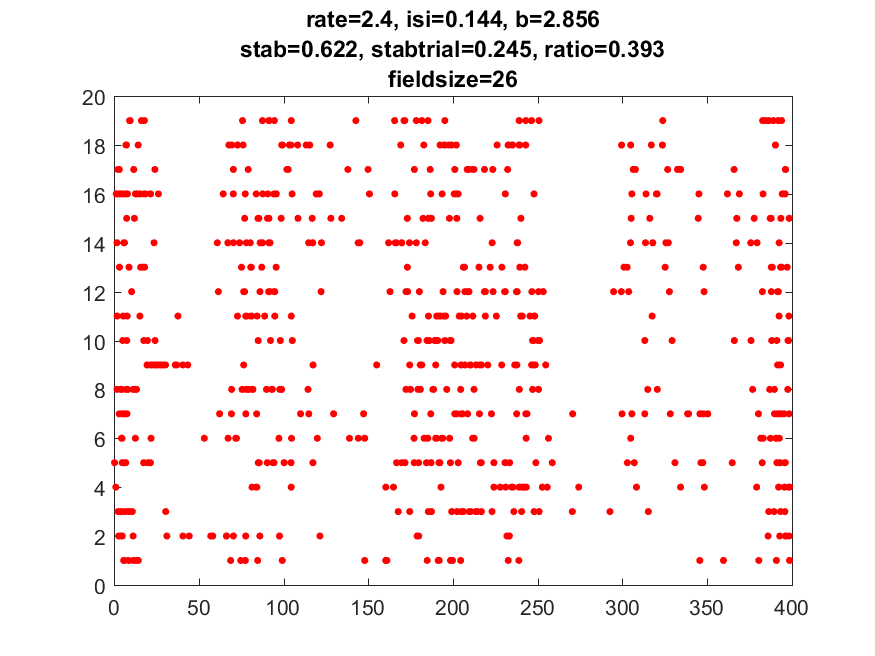 rate=2.4, isi=0.144, b=2.856
stab=0.622, stabtrial=0.245, ratio=0.393
fieldsize=26
20
18
16
14
12
10
8
6
4
2
0
0 50 100 150 200 250 300 350 400